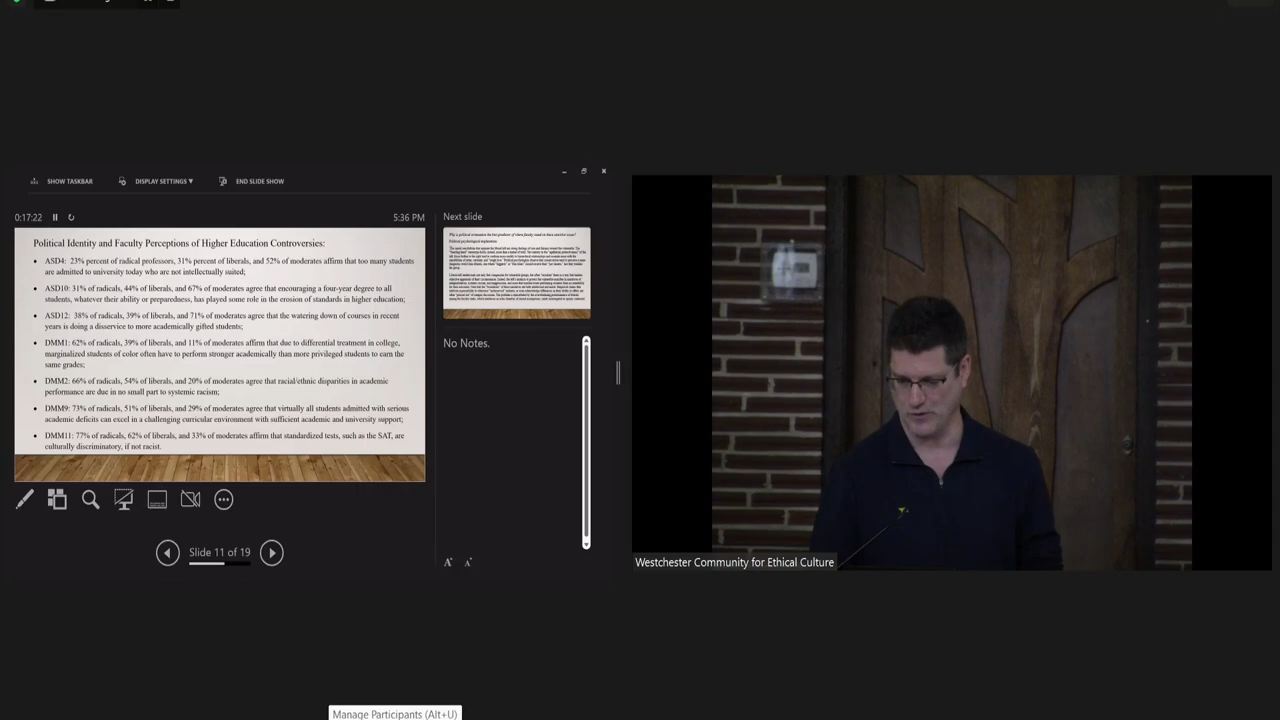 SHOW TASKBAR
DISPLAY SETTINGS ▼
END SLIDE SHOW
0:17:22
5:36 PM
Political Identity and Faculty Perceptions of Higher Education Controversies:
• ASD4: 23% percent of radical professors, 31% percent of liberals, and 52% of moderates affirm that too many students
are admitted to university today who are not intellectually suited;
• ASD10: 31% of radicals, 44% of liberals, and 67% of moderates agree that encouraging a four-year degree to all
students, whatever their ability or preparedness, has played some role in the erosion of standards in higher education;
• ASD12: 38% of radicals, 39% of liberals, and 71% of moderates agree that the watering down of courses in recent
years is doing a disservice to more academically gifted students;
• DMM1: 62% of radicals, 39% of liberals, and 11% of moderates affirm that due to differential treatment in college,
marginalized students of color often have to perform stronger academically than more privileged students to earn the
same grades;
• DMM2: 66% of radicals, 54% of liberals, and 20% of moderates agree that racial/ethnic disparities in academic
performance are due in no small part to systemic racism;
• DMM9: 73% of radicals, 51% of liberals, and 29% of moderates agree that virtually all students admitted with serious
academic deficits can excel in a challenging curricular environment with sufficient academic and university support;
• DMM11: 77% of radicals, 62% of liberals, and 33% of moderates affirm that standardized tests, such as the SAT, are
culturally discriminatory, if not racist.
Slide 11 of 19
Next slide
Political psychological explanation:
No Notes.
A A
Westchester Community for Ethical Culture
Manage Participants (Alt+U)